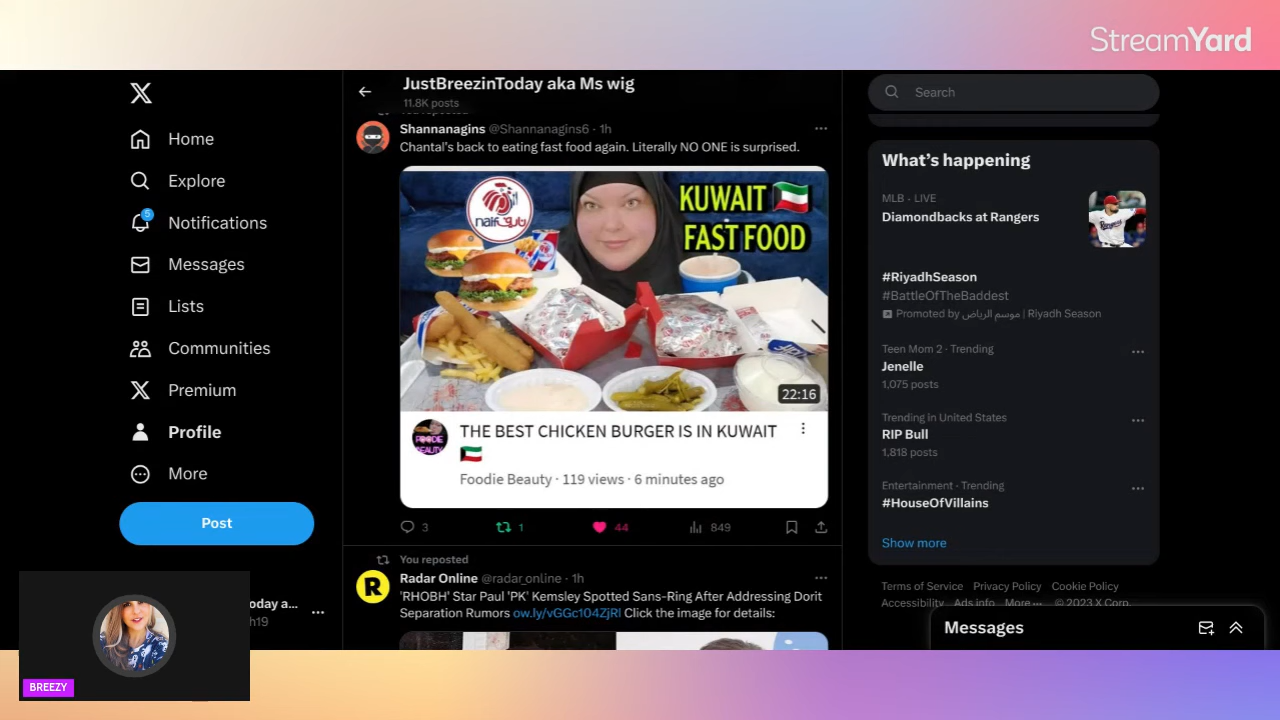 StreamYard
JustBreezinToday aka Ms wig
11.8K posts
Home
Explore
5
Notifications
Messages
Lists
Communities
Premium
Profile
More
Post
oday a...
h19
BREEZY
Shannanagins @Shannanagins6 · 1h
Chantal's back to eating fast food again. Literally NO ONE is surprised.
KUWAIT
FAST FOOD
naif نايف
22:16
FOODIE
BEAUTY
THE BEST CHICKEN BURGER IS IN KUWAIT
🇰🇼
Foodie Beauty · 119 views · 6 minutes ago
3
1
44
849
You reposted
R
Radar Online @radar_online · 1h
'RHOBH' Star Paul 'PK' Kemsley Spotted Sans-Ring After Addressing Dorit
Separation Rumors ow.ly/vGGc104ZjRl Click the image for details:
Search
What's happening
MLB · LIVE
Diamondbacks at Rangers
#RiyadhSeason
#BattleOfTheBaddest
Promoted by موسم الرياض | Riyadh Season
Teen Mom 2 · Trending
Jenelle
1,075 posts
Trending in United States
RIP Bull
1,818 posts
Entertainment · Trending
#HouseOfVillains
Show more
Terms of Service Privacy Policy Cookie Policy
Accessibility Ads info More ··· © 2023 X Corp.
Messages